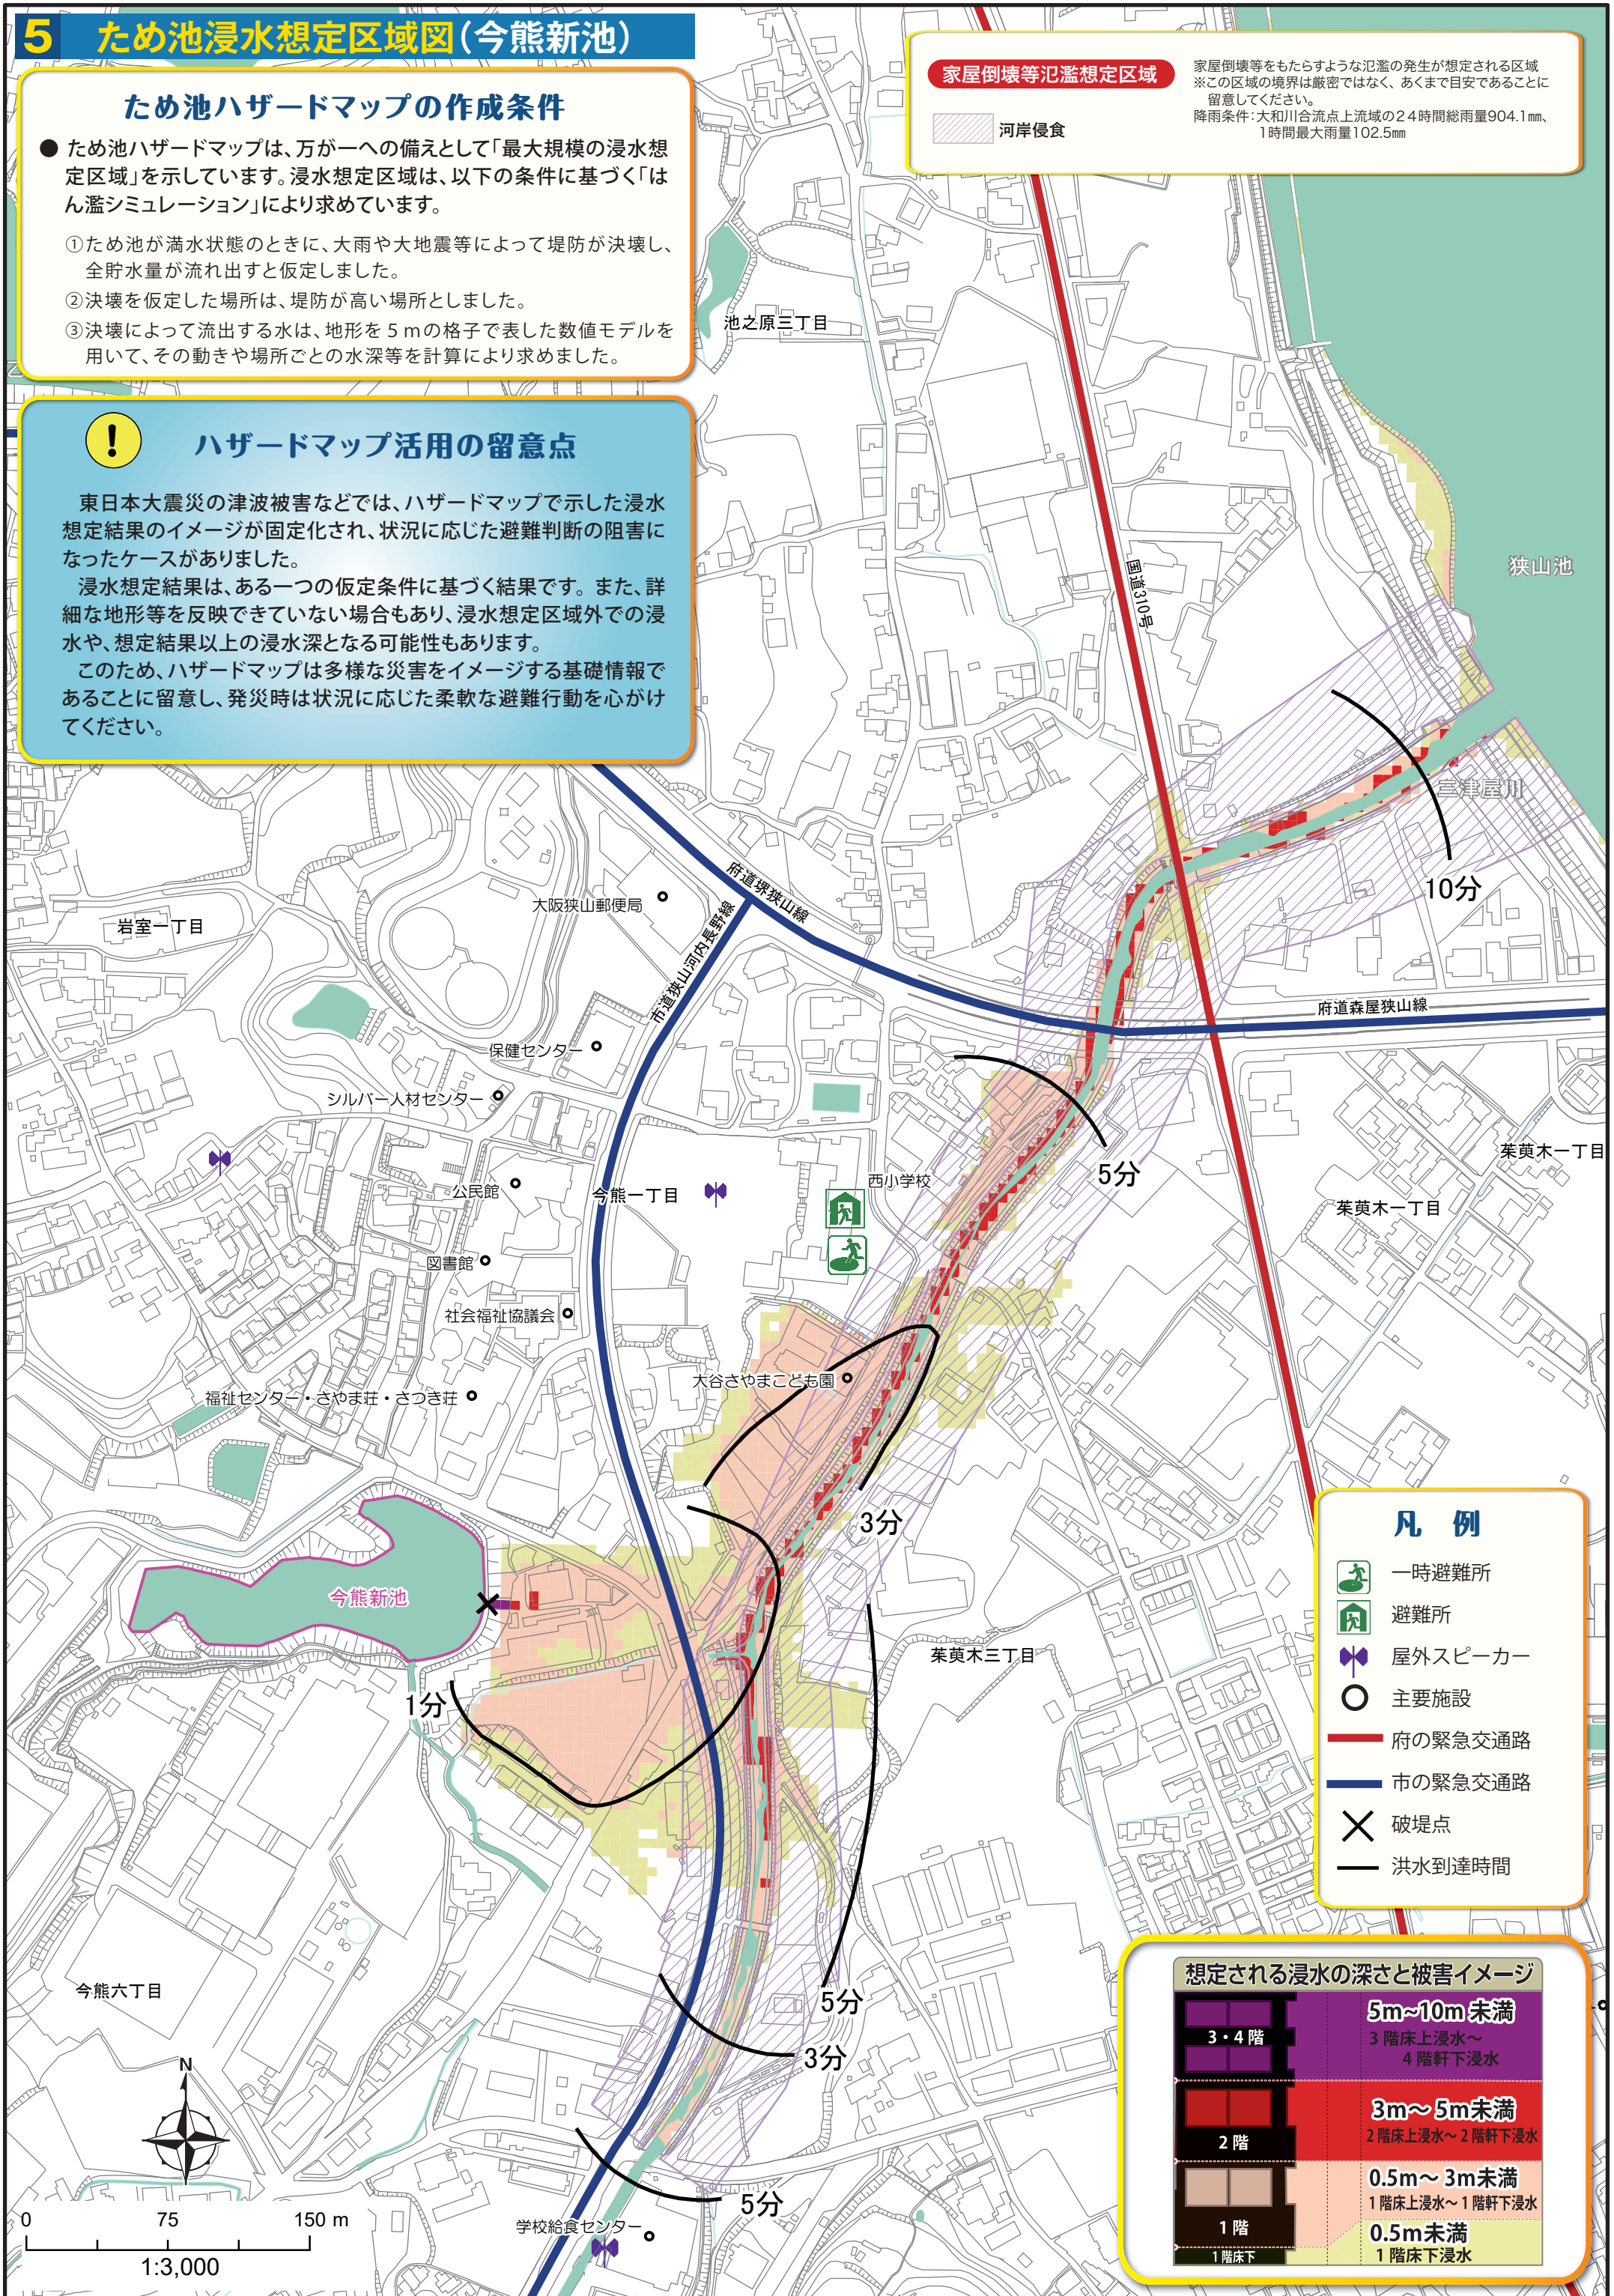 5 ため池浸水想定区域図(今熊新池)
ため池ハザードマップの作成条件
● ため池ハザードマップは、万が一への備えとして「最大規模の浸水想
定区域」を示しています。浸水想定区域は、以下の条件に基づく「は
ん濫シミュレーション」により求めています。
①ため池が満水状態のときに、大雨や大地震等によって堤防が決壊し、
全貯水量が流れ出すと仮定しました。
②決壊を仮定した場所は、堤防が高い場所としました。
③決壊によって流出する水は、地形を5mの格子で表した数値モデルを
用いて、その動きや場所ごとの水深等を計算により求めました。
!
ハザードマップ活用の留意点
東日本大震災の津波被害などでは、ハザードマップで示した浸水
想定結果のイメージが固定化され、状況に応じた避難判断の阻害に
なったケースがありました。
浸水想定結果は、ある一つの仮定条件に基づく結果です。また、詳
細な地形等を反映できていない場合もあり、浸水想定区域外での浸
水や、想定結果以上の浸水深となる可能性もあります。
このため、ハザードマップは多様な災害をイメージする基礎情報で
あることに留意し、発災時は状況に応じた柔軟な避難行動を心がけ
てください。
家屋倒壊等氾濫想定区域
河岸侵食
家屋倒壊等をもたらすような氾濫の発生が想定される区域
※この区域の境界は厳密ではなく、あくまで目安であることに
留意してください。
降雨条件:大和川合流点上流域の24時間総雨量904.1㎜、
1時間最大雨量102.5㎜
池之原三丁目
狭山池
国道310号
三津屋川
10分
府道堺狭山線
大阪狭山郵便局
市道狭山河内長野線
岩室一丁目
府道森屋狭山線
保健センター
シルバー人材センター
茱萸木一丁目
5分
西小学校
公民館
今熊一丁目
茱萸木一丁目
図書館
社会福祉協議会
大谷さやまこども園
福祉センター・さやま荘・さつき荘
3分
今熊新池
茱萸木三丁目
1分
今熊六丁目
5分
3分
5分
学校給食センター
N
0 75 150 m
1:3,000
凡 例
一時避難所
避難所
屋外スピーカー
主要施設
府の緊急交通路
市の緊急交通路
破堤点
洪水到達時間
想定される浸水の深さと被害イメージ
3・4階
5m~10m未満
3階床上浸水～
4階軒下浸水
2階
3m～5m未満
2階床上浸水～2階軒下浸水
1階
0.5m～3m未満
1階床上浸水～1階軒下浸水
1階床下
0.5m未満
1階床下浸水